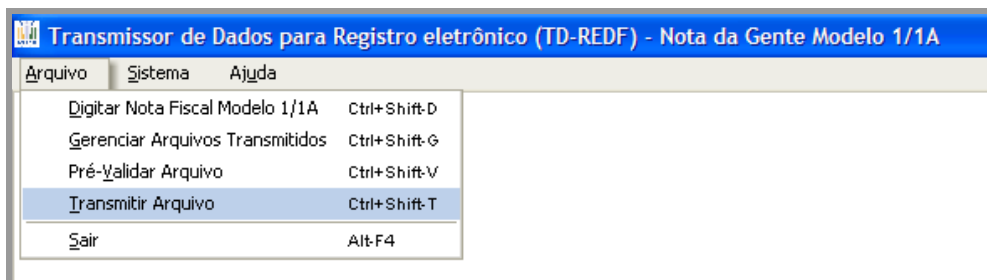 Transmissor de Dados para Registro eletrônico (TD-REDF) - Nota da Gente Modelo 1/1A
Arquivo Sistema Ajuda
Digitar Nota Fiscal Modelo 1/1A Ctrl+Shift-D
Gerenciar Arquivos Transmitidos Ctrl+Shift-G
Pré-Validar Arquivo Ctrl+Shift-V
Transmitir Arquivo Ctrl+Shift-T
Sair Alt-F4